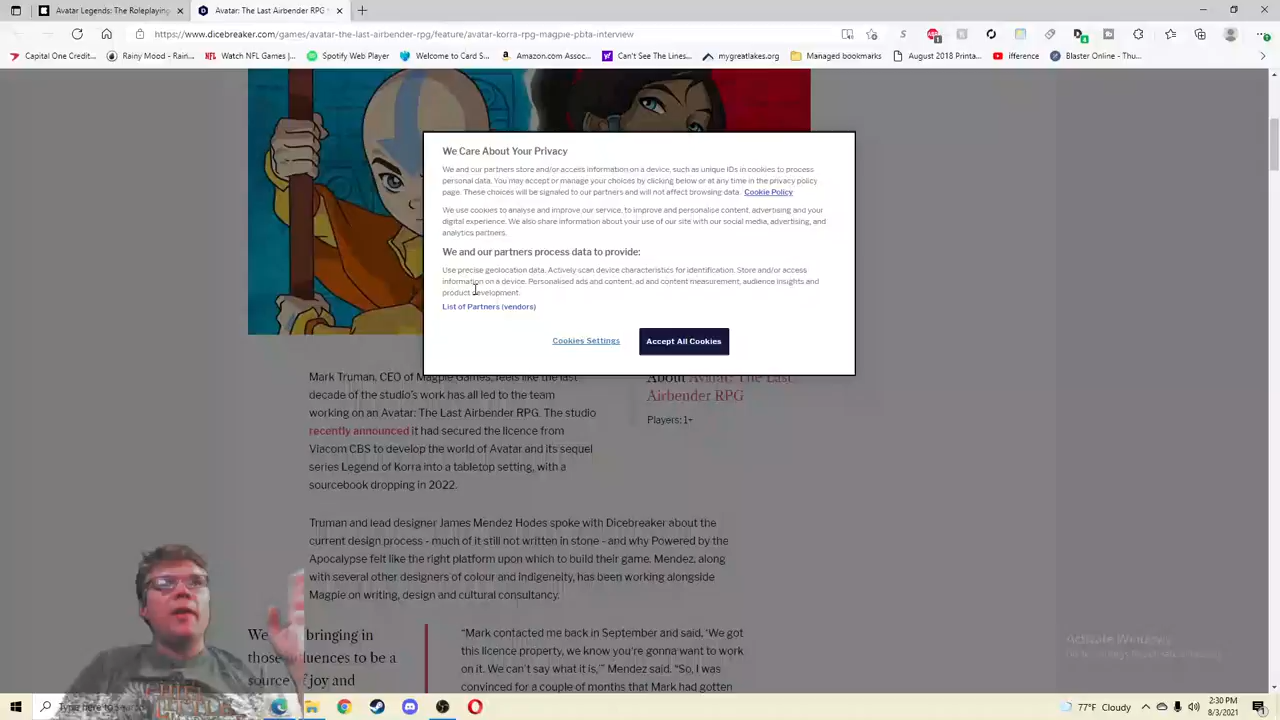 Avatar Legends: The Roleplaying
Avatar: The Last Airbender RPG
https://www.dicebreaker.com/games/avatar-the-last-airbender-rpg/feature/avatar-korra-rpg-magpie-pbta-interview
Capital One Credit...
Rainy Mood - Rain...
Watch NFL Games |...
Spotify Web Player
Welcome to Card S...
Amazon.com Assoc...
Can't See The Lines...
mygreatlakes.org
Managed bookmarks
August 2018 Printa...
ifference
Blaster Online - Thu...
We Care About Your Privacy
We and our partners store and/or access information on a device, such as unique IDs in cookies to process
personal data. You may accept or manage your choices by clicking below or at any time in the privacy policy
page. These choices will be signaled to our partners and will not affect browsing data. Cookie Policy
We use cookies to analyse and improve our service, to improve and personalise content, advertising and your
digital experience. We also share information about your use of our site with our social media, advertising, and
analytics partners.
We and our partners process data to provide:
Use precise geolocation data. Actively scan device characteristics for identification. Store and/or access
information on a device. Personalised ads and content, ad and content measurement, audience insights and
product development.
List of Partners (vendors)
Cookies Settings
Accept All Cookies
Mark Truman, CEO of Magpie Games, feels like the last
decade of the studio's work has all led to the team
working on an Avatar: The Last Airbender RPG. The studio
recently announced it had secured the licence from
Viacom CBS to develop the world of Avatar and its sequel
series Legend of Korra into a tabletop setting, with a
sourcebook dropping in 2022.
About Avatar: The Last
Airbender RPG
Players: 1+
Truman and lead designer James Mendez Hodes spoke with Dicebreaker about the
current design process - much of it still not written in stone - and why Powered by the
Apocalypse felt like the right platform upon which to build their game. Mendez, along
with several other designers of colour and indigeneity, has been working alongside
Magpie on writing, design and cultural consultancy.
We bringing in
those influences to be a
source of joy and
“Mark contacted me back in September and said, ‘We got
this licence property, we know you're gonna want to work
on it. We can't say what it is,’” Mendez said. “So, I was
convinced for a couple of months that Mark had gotten
Activate Windows
Type here to search
77°F Cloudy
2:30 PM
8/3/2021